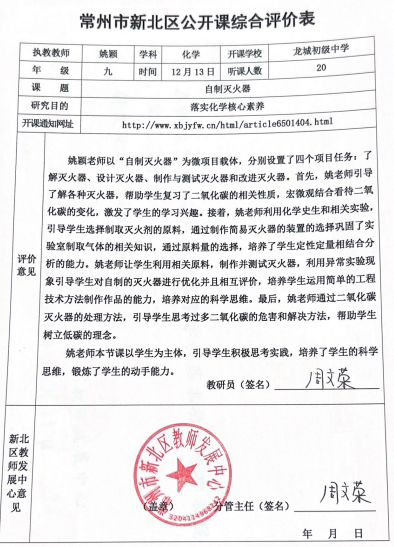 常州市新北区公开课综合评价表
执教教师 姚颖 学科 化学 开课学校 龙城初级中学
年 级 九 时间 12月13日 听课人数 20
课 题 自制灭火器
研究目的 落实化学核心素养
开课通知网址 http://www.xbjyfw.cn/html/article6501404.html
姚颖老师以“自制灭火器”为微项目载体，分别设置了四个项目任务：了
解灭火器、设计灭火器、制作与测试灭火器和改进灭火器。首先，姚老师引导
了解各种灭火器，帮助学生复习了二氧化碳的相关性质，宏微观结合看待二氧
化碳的变化，激发了学生的学习兴趣。接着，姚老师利用化学史生和相关实验，
引导学生选择制取灭火剂的原料，通过制作简易灭火器的装置的选择巩固了实
验室制取气体的相关知识，通过原料量的选择，培养了学生定性定量相结合分
析的能力。姚老师让学生利用相关原料，制作并测试灭火器，利用异常实验现
象引导学生对自制的灭火器进行优化并且相互评价，培养学生运用简单的工程
技术方法制作作品的能力，培养对应的科学思维。最后，姚老师通过二氧化碳
灭火器的处理方法，引导学生思考过多二氧化碳的危害和解决方法，帮助学生
树立低碳的理念。
姚老师本节课以学生为主体，引导学生积极思考实践，培养了学生的科学
思维，锻炼了学生的动手能力。
评价
意见
教研员（签名） 周文荣
新北
区教
师发
展中
心意
见
常州市新北区教师发展中心
（盖章） 分管主任（签名） 周文荣
年 月 日